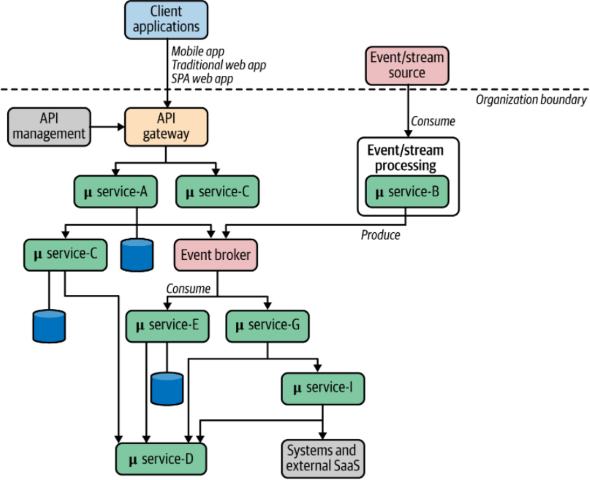 Client
applications
Mobile app
Traditional web app
SPA web app
Event/stream
source
Organization boundary
API
management
API
gateway
Consume
Event/stream
processing
μ service-A
μ service-C
μ service-B
Produce
μ service-C
Event broker
Consume
μ service-E
μ service-G
μ service-I
μ service-D
Systems and
external SaaS